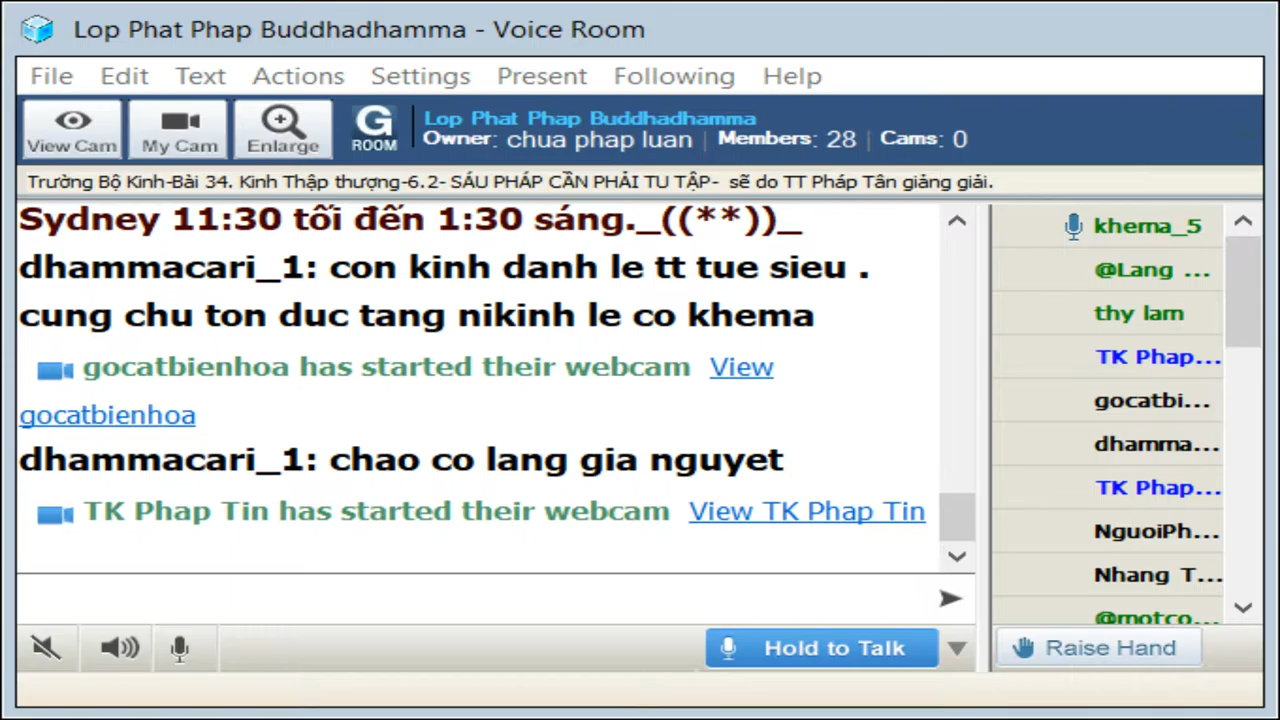 Lop Phat Phap Buddhadhamma - Voice Room
File Edit Text Actions Settings Present Following Help
View Cam My Cam Enlarge G ROOM
Lop Phat Phap Buddhadhamma
Owner: chua phap luan | Members: 28 | Cams: 0
Trường Bộ Kinh-Bài 34. Kinh Thập thượng-6.2- SÁU PHÁP CẦN PHẢI TU TẬP- sẽ do TT Pháp Tân giảng giải.
Sydney 11:30 tối đến 1:30 sáng._((**))_
dhammacari_1: con kinh danh le tt tue sieu .
cung chu ton duc tang nikinh le co khema
gocatbienhoa has started their webcam View
gocatbienhoa
dhammacari_1: chao co lang gia nguyet
TK Phap Tin has started their webcam View TK Phap Tin
khema_5
@Lang ...
thy lam
TK Phap...
gocatbi...
dhamma...
TK Phap...
NguoiPh...
Nhang T...
@motco...
Hold to Talk
Raise Hand